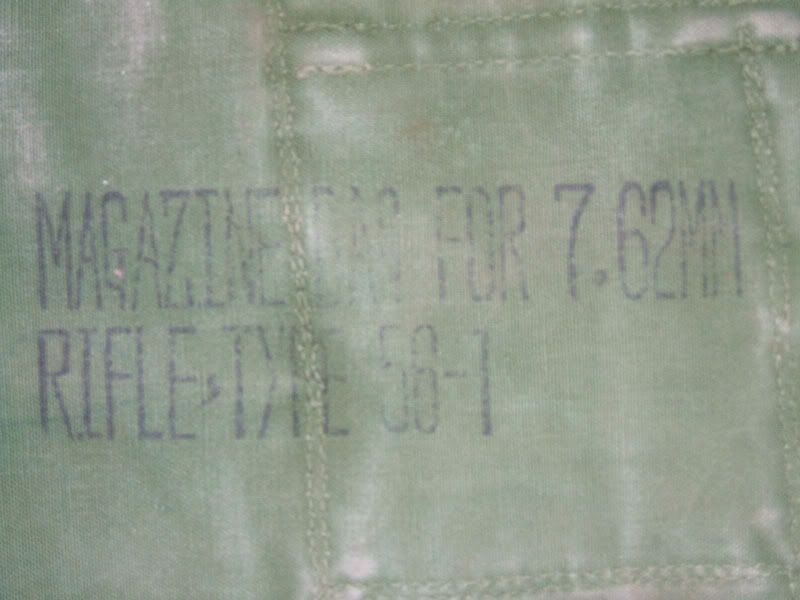 MAGAZINE BAG FOR 7.62MM
RIFLE,TYPE 56-1